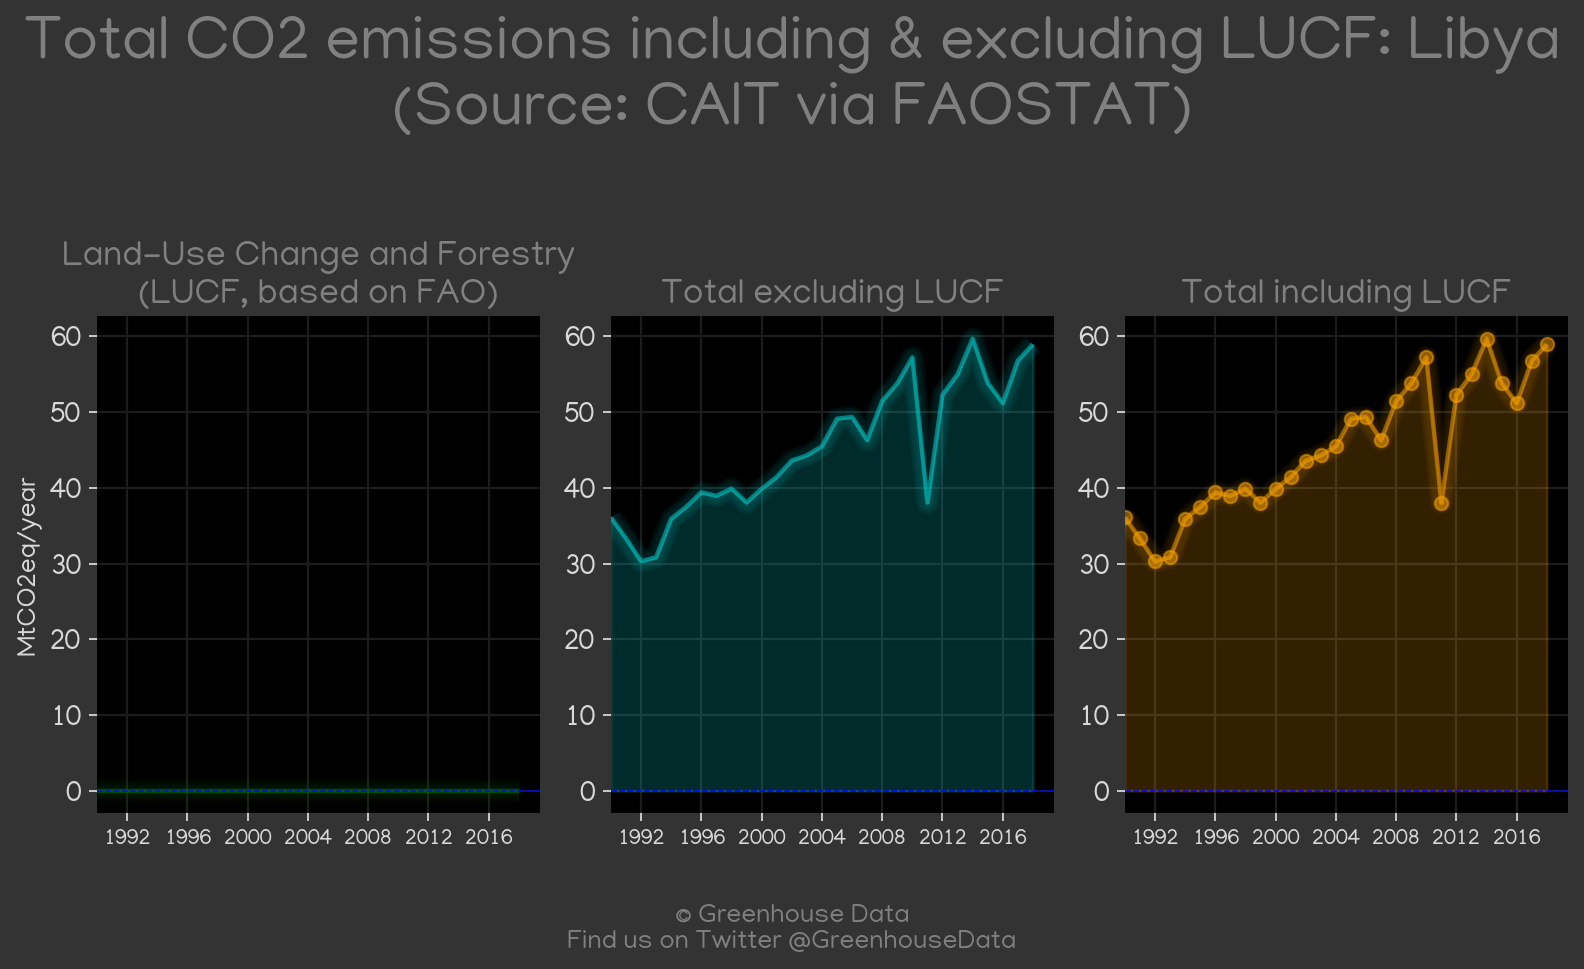 Total CO2 emissions including & excluding LUCF: Libya
(Source: CAIT via FAOSTAT)
Land-Use Change and Forestry
(LUCF, based on FAO)
MtCO2eq/year
60
50
40
30
20
10
0
1992 1996 2000 2004 2008 2012 2016
Total excluding LUCF
60
50
40
30
20
10
0
1992 1996 2000 2004 2008 2012 2016
Total including LUCF
60
50
40
30
20
10
0
1992 1996 2000 2004 2008 2012 2016
© Greenhouse Data
Find us on Twitter @GreenhouseData